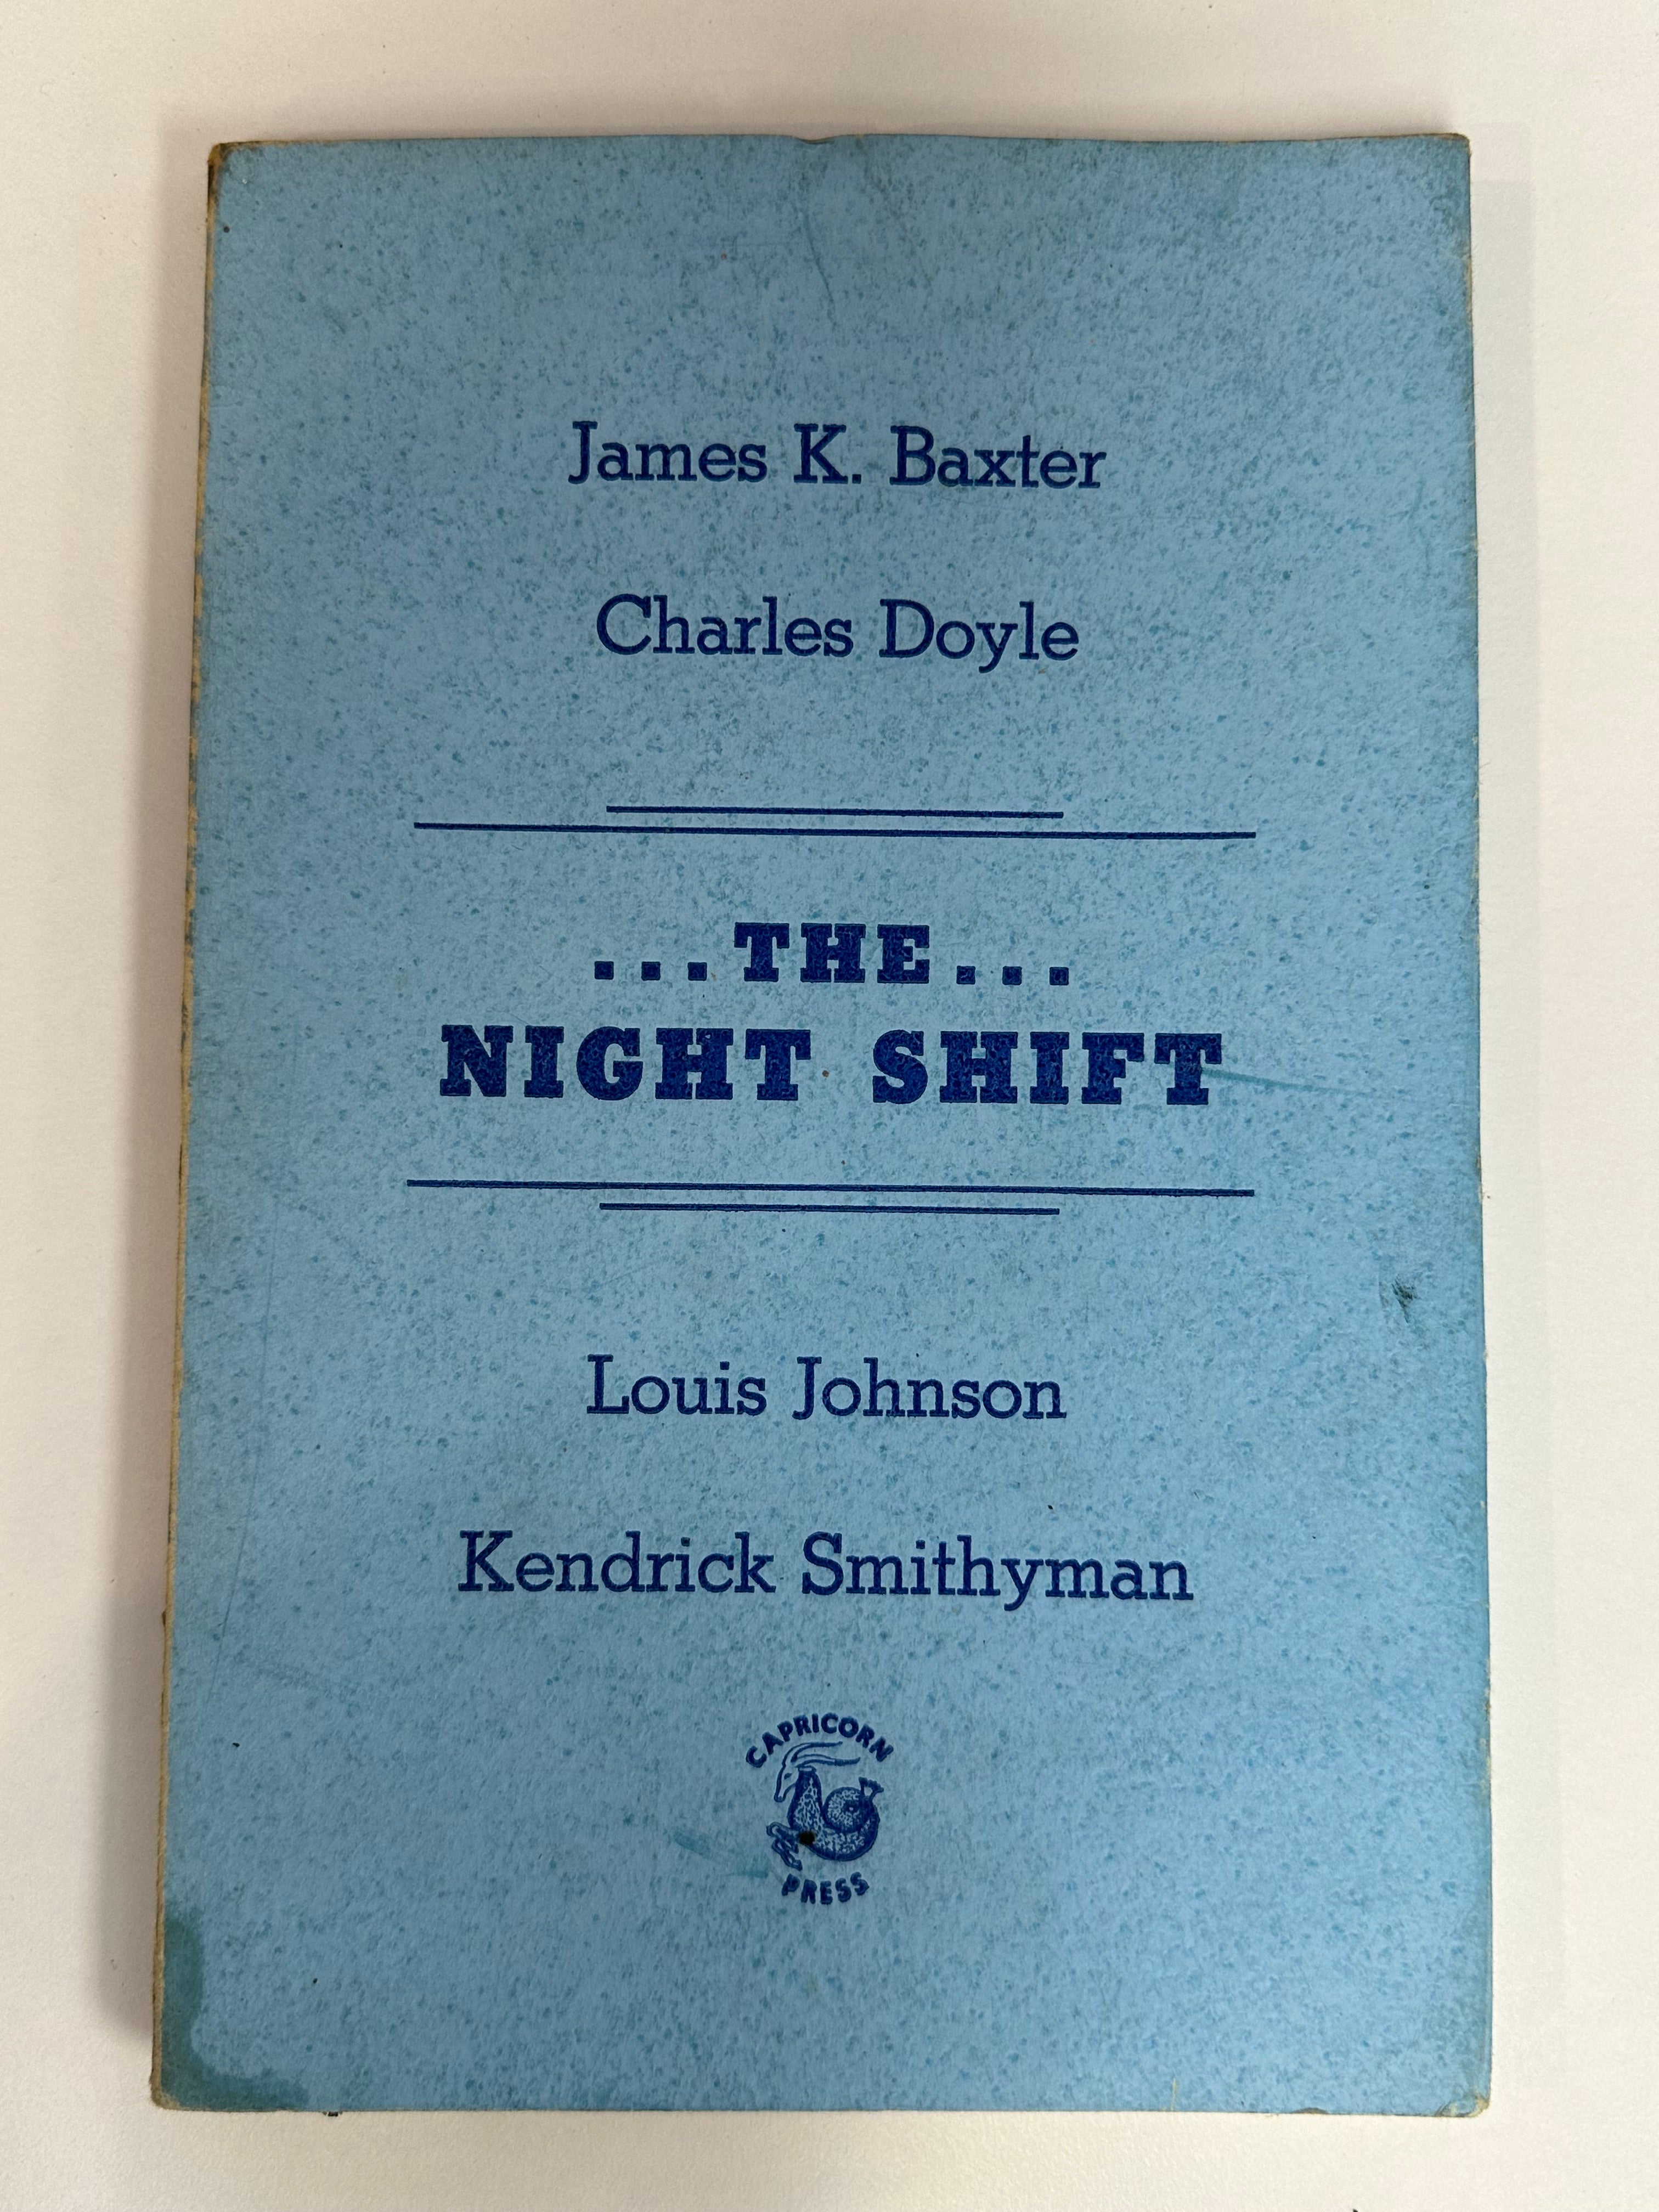 James K. Baxter
Charles Doyle
...THE...
NIGHT SHIFT
Louis Johnson
Kendrick Smithyman
CAPRICORN
PRESS